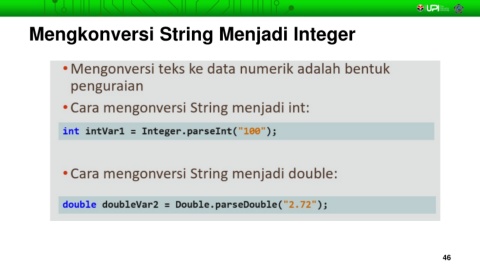 UPI
Mengkonversi String Menjadi Integer
• Mengonversi teks ke data numerik adalah bentuk
penguraian
• Cara mengonversi String menjadi int:
int intVar1 = Integer.parseInt("100");
• Cara mengonversi String menjadi double:
double doubleVar2 = Double.parseDouble("2.72");
46